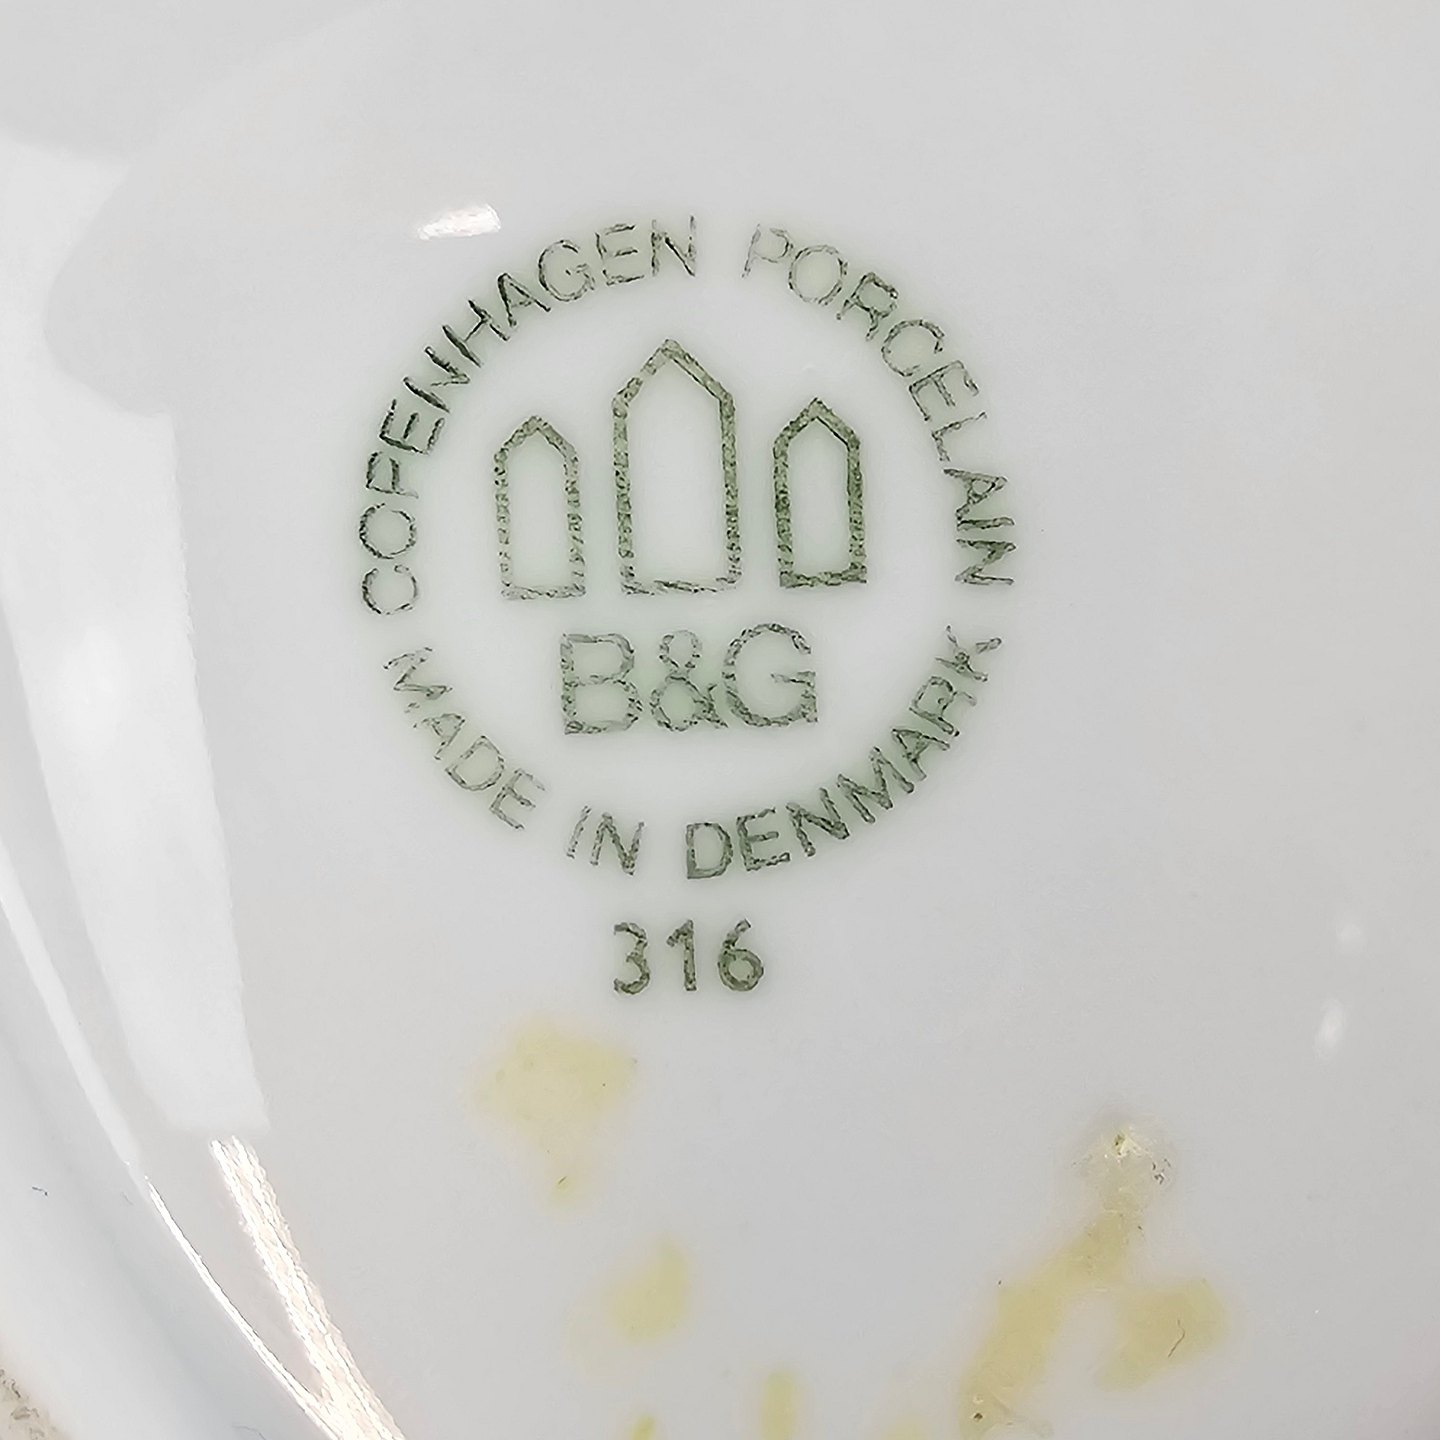 COPENHAGEN PORCELAIN
B&G
MADE IN DENMARK
316